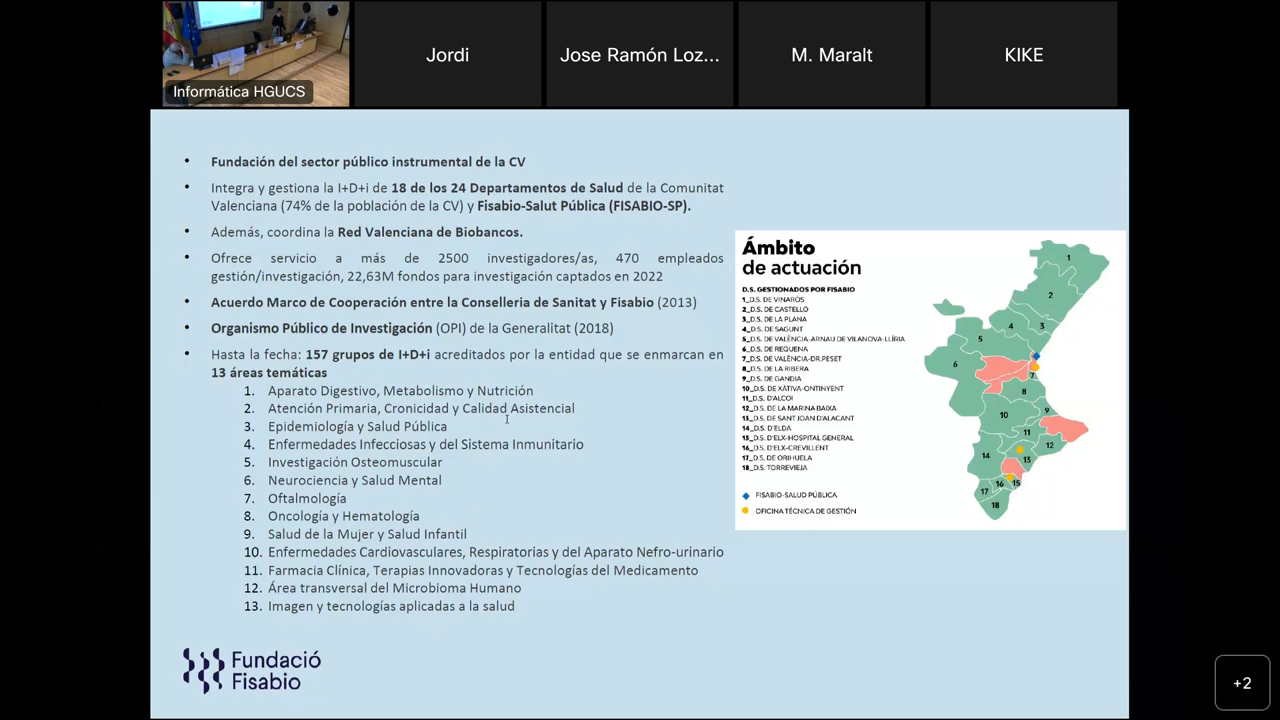 Informática HGUCS
Jordi
Jose Ramón Loz...
M. Maralt
KIKE
• Fundación del sector público instrumental de la CV
• Integra y gestiona la I+D+i de 18 de los 24 Departamentos de Salud de la Comunitat
Valenciana (74% de la población de la CV) y Fisabio-Salut Pública (FISABIO-SP).
• Además, coordina la Red Valenciana de Biobancos.
• Ofrece servicio a más de 2500 investigadores/as, 470 empleados
gestión/investigación, 22,63M fondos para investigación captados en 2022
• Acuerdo Marco de Cooperación entre la Conselleria de Sanitat y Fisabio (2013)
• Organismo Público de Investigación (OPI) de la Generalitat (2018)
• Hasta la fecha: 157 grupos de I+D+i acreditados por la entidad que se enmarcan en
13 áreas temáticas
1. Aparato Digestivo, Metabolismo y Nutrición
2. Atención Primaria, Cronicidad y Calidad Asistencial
3. Epidemiología y Salud Pública
4. Enfermedades Infecciosas y del Sistema Inmunitario
5. Investigación Osteomuscular
6. Neurociencia y Salud Mental
7. Oftalmología
8. Oncología y Hematología
9. Salud de la Mujer y Salud Infantil
10. Enfermedades Cardiovasculares, Respiratorias y del Aparato Nefro-urinario
11. Farmacia Clínica, Terapias Innovadoras y Tecnologías del Medicamento
12. Área transversal del Microbioma Humano
13. Imagen y tecnologías aplicadas a la salud
Fundació
Fisabio
Ámbito
de actuación
D.S. GESTIONADOS POR FISABIO
1_D.S. DE VINARÒS
2_D.S. DE CASTELLÓ
3_D.S. DE LA PLANA
4_D.S. DE SAGUNT
5_D.S. DE VALÈNCIA-ARNAU DE VILANOVA-LLÍRIA
6_D.S. DE REQUENA
7_D.S. DE VALÈNCIA-DR.PESET
8_D.S. DE LA RIBERA
9_D.S. DE GANDIA
10_D.S. DE XÀTIVA-ONTINYENT
11_D.S. D'ALCOI
12_D.S. DE LA MARINA BAIXA
13_D.S. DE SANT JOAN D'ALACANT
14_D.S. D'ELDA
15_D.S. D'ELX-HOSPITAL GENERAL
16_D.S. D'ELX-CREVILLENT
17_D.S. DE ORIHUELA
18_D.S. TORREVIEJA
FISABIO-SALUD PÚBLICA
OFICINA TÉCNICA DE GESTIÓN
1
2
3
4
5
6
7
8
9
10
11
12
13
14
15
16
17
18
+2